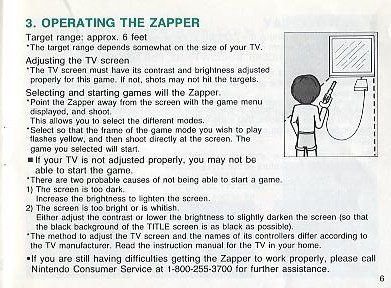 3. OPERATING THE ZAPPER
Target range: approx. 6 feet
*The target range depends somewhat on the size of your TV.
Adjusting the TV screen
*The TV screen must have its contrast and brightness adjusted
properly for this game. If not, shots may not hit the targets.
Selecting and starting games will the Zapper.
*Point the Zapper away from the screen with the game menu
displayed, and shoot.
This allows you to select the different modes.
*Select so that the frame of the game mode you wish to play
flashes yellow, and then shoot directly at the screen. The
game you selected will start.
■If your TV is not adjusted properly, you may not be
able to start the game.
*There are two probable causes of not being able to start a game.
1) The screen is too dark.
Increase the brightness to lighten the screen.
2) The screen is too bright or is whitish.
Either adjust the contrast or lower the brightness to slightly darken the screen (so that
the black background of the TITLE screen is as black as possible).
*The method to adjust the TV screen and the names of its controllers differ according to
the TV manufacturer. Read the instruction manual for the TV in your home.
•If you are still having difficulties getting the Zapper to work properly, please call
Nintendo Consumer Service at 1-800-255-3700 for further assistance.
6